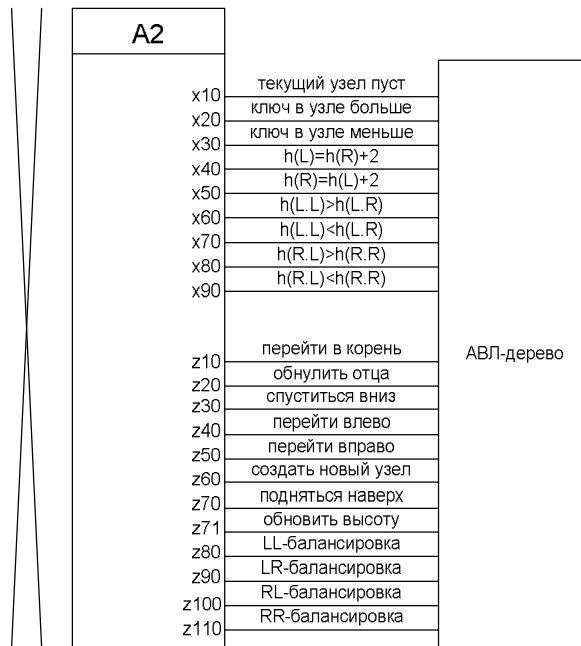 A2
текущий узел пуст
x10
ключ в узле больше
x20
ключ в узле меньше
x30
h(L)=h(R)+2
x40
h(R)=h(L)+2
x50
h(L.L)>h(L.R)
x60
h(L.L)<h(L.R)
x70
h(R.L)>h(R.R)
x80
h(R.L)<h(R.R)
x90
АВЛ-дерево
перейти в корень
z10
обнулить отца
z20
спуститься вниз
z30
перейти влево
z40
перейти вправо
z50
создать новый узел
z60
подняться наверх
z70
обновить высоту
z71
LL-балансировка
z80
LR-балансировка
z90
RL-балансировка
z100
RR-балансировка
z110